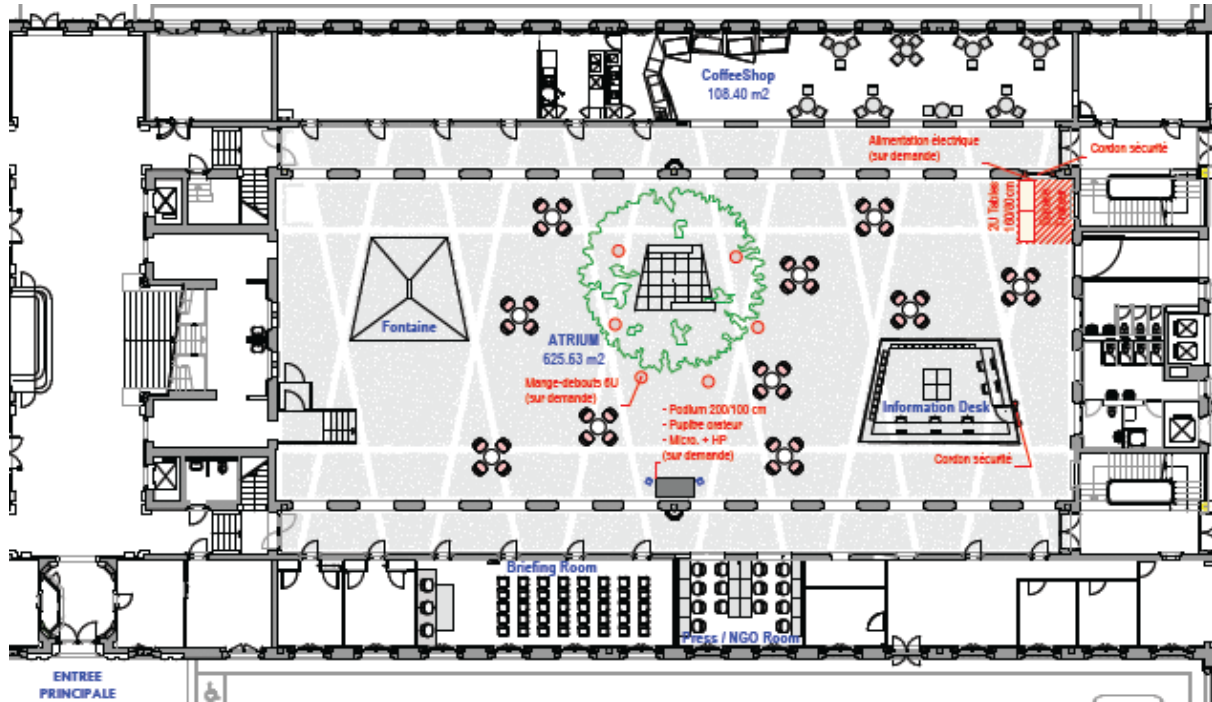 CoffeeShop
108.40 m2
Alimentation électrique
(sur demande)
Cordon sécurité
2U Tables
160/80 cm
Fontaine
ATRIUM
625.63 m2
Mange-debouts 6U
(sur demande)
- Podium 200/100 cm
- Pupitre orateur
- Micro. + HP
(sur demande)
Information Desk
Cordon sécurité
Briefing Room
Press / NGO Room
ENTREE
PRINCIPALE